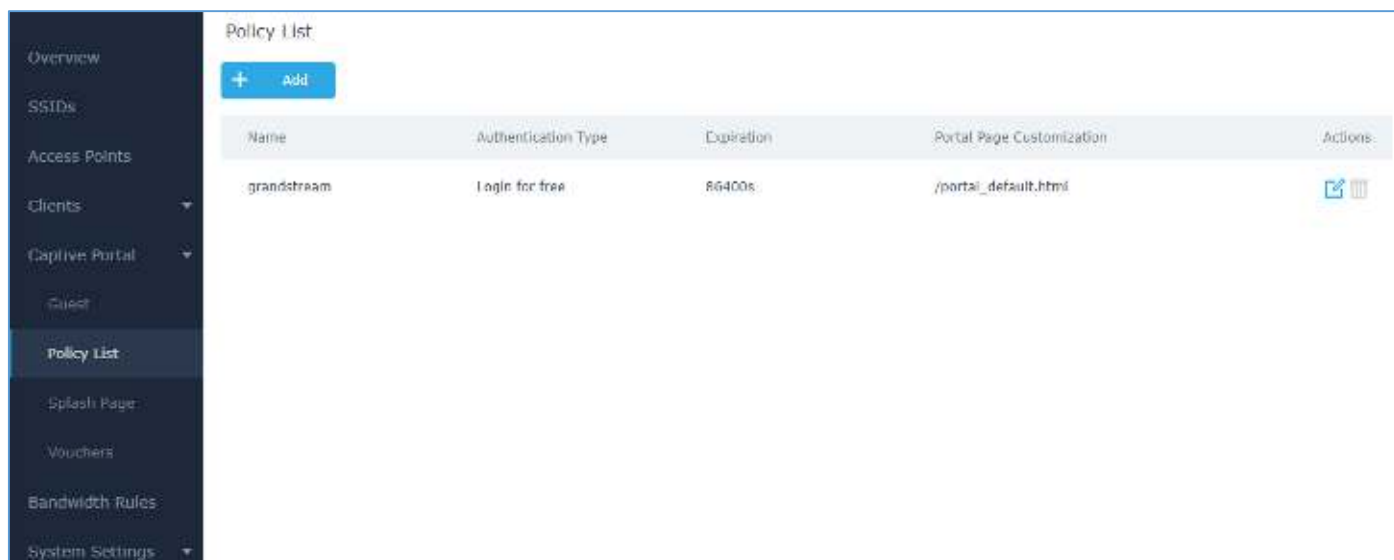 Overview
SSIDs
Access Points
Clients
Captive Portal
Guest
Policy List
Splash Page
Vouchers
Bandwidth Rules
System Settings
Policy List
+ Add
Name Authentication Type Expiration Portal Page Customization Actions
grandstream Login for free 86400s /portal_default.html